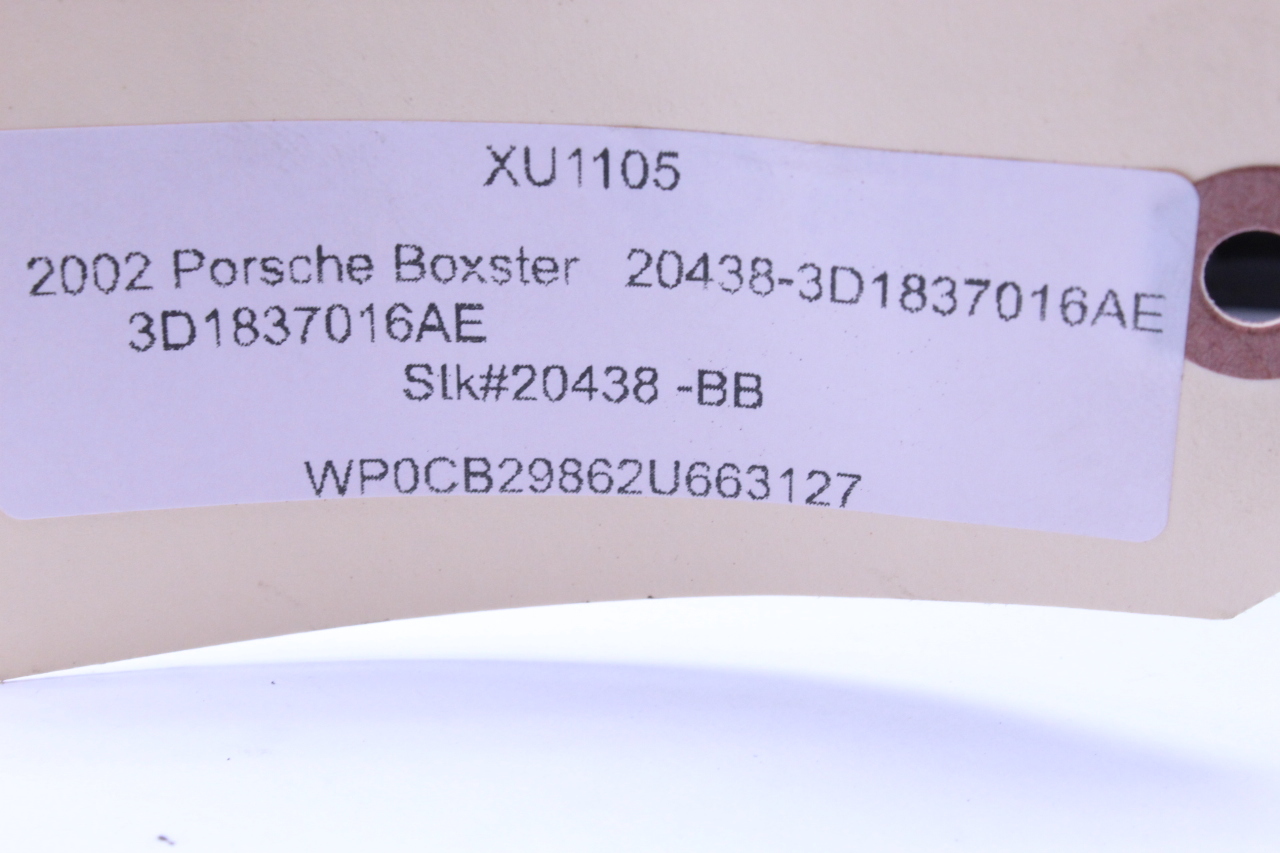 XU1105
2002 Porsche Boxster 20438-3D1837016AE
3D1837016AE
Stk#20438 -BB
WP0CB29862U663127